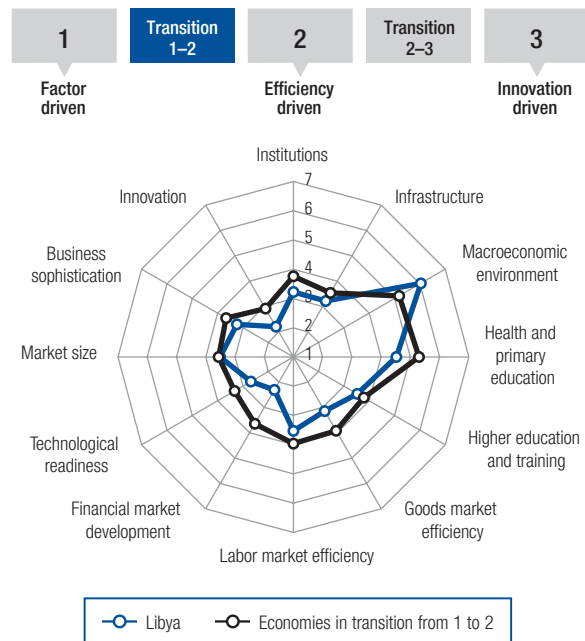 1
Transition
1–2
2
Transition
2–3
3
Factor
driven
Efficiency
driven
Innovation
driven
Institutions
Innovation
Infrastructure
Business
sophistication
Macroeconomic
environment
Market size
Health and
primary
education
Technological
readiness
Higher education
and training
Financial market
development
Goods market
efficiency
Labor market efficiency
7
6
5
4
3
2
1
Libya
Economies in transition from 1 to 2